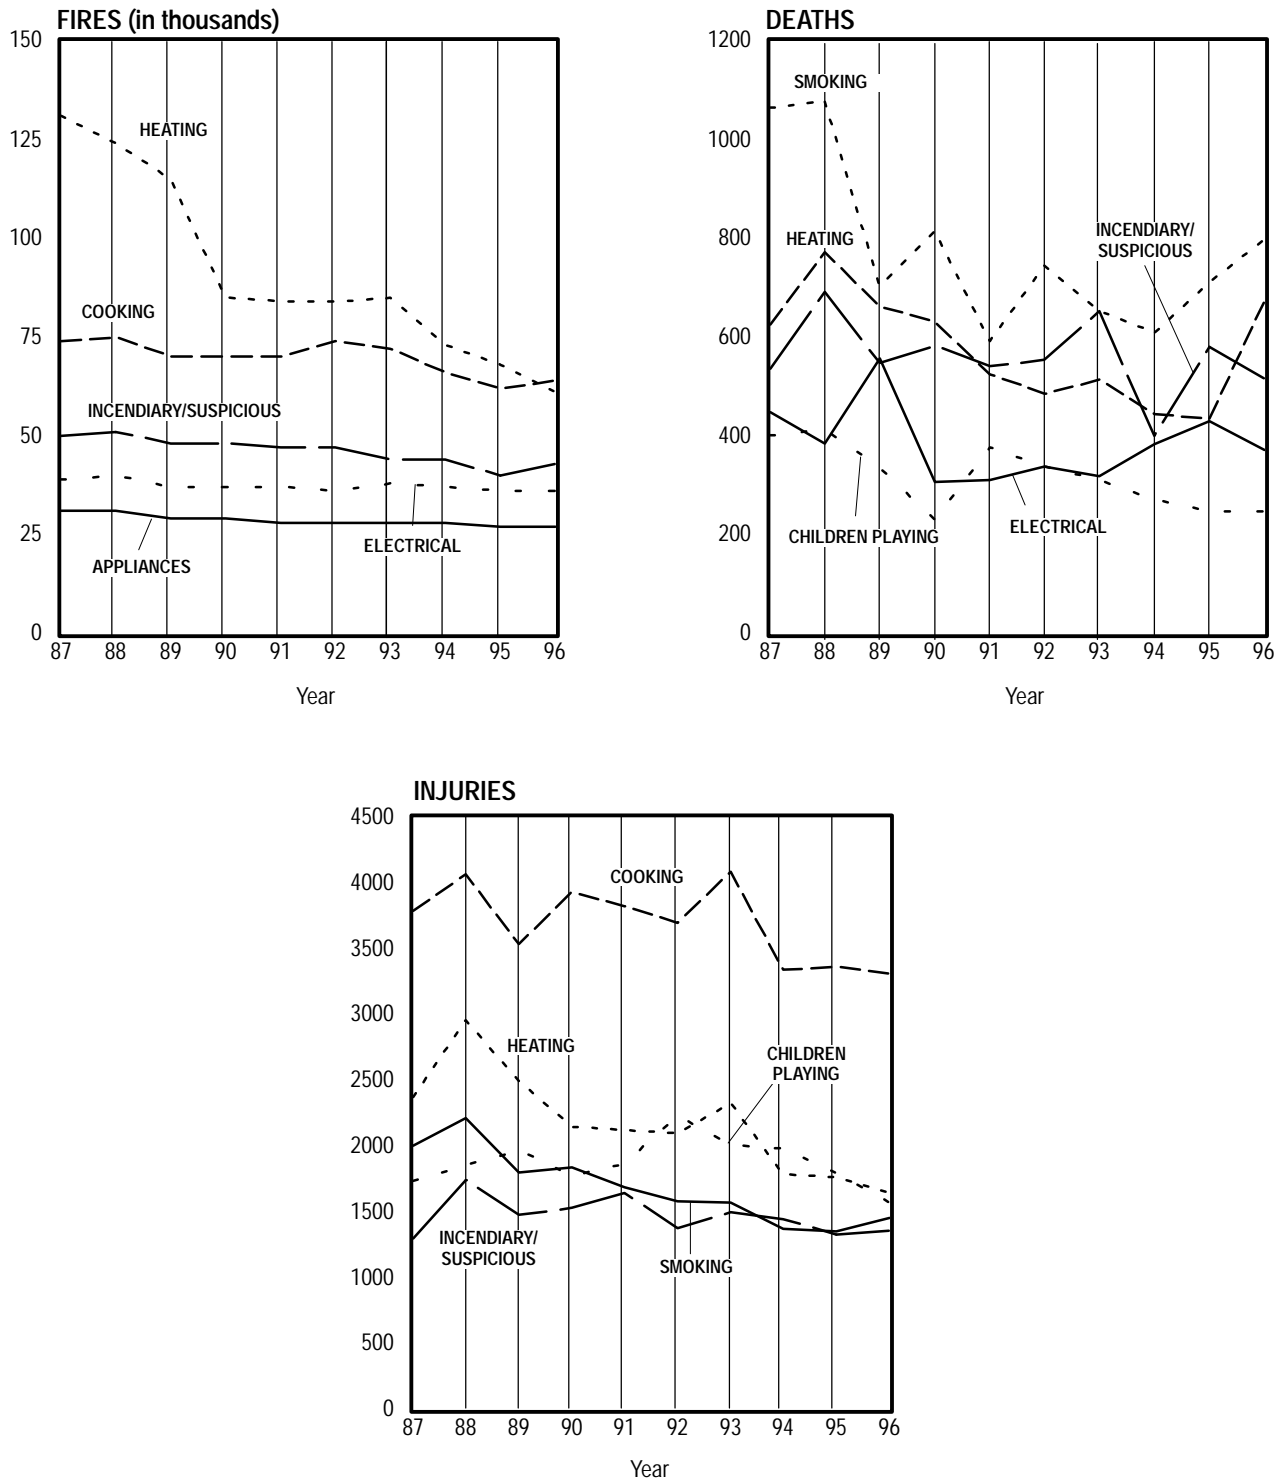 FIRES (in thousands)
150
125
100
75
50
25
0
HEATING
COOKING
INCENDIARY/SUSPICIOUS
ELECTRICAL
APPLIANCES
87 88 89 90 91 92 93 94 95 96
Year
DEATHS
1200
1000
800
600
400
200
0
SMOKING
HEATING
INCENDIARY/
SUSPICIOUS
CHILDREN PLAYING
ELECTRICAL
87 88 89 90 91 92 93 94 95 96
Year
INJURIES
4500
4000
3500
3000
2500
2000
1500
1000
500
0
COOKING
HEATING
CHILDREN
PLAYING
INCENDIARY/
SUSPICIOUS
SMOKING
87 88 89 90 91 92 93 94 95 96
Year